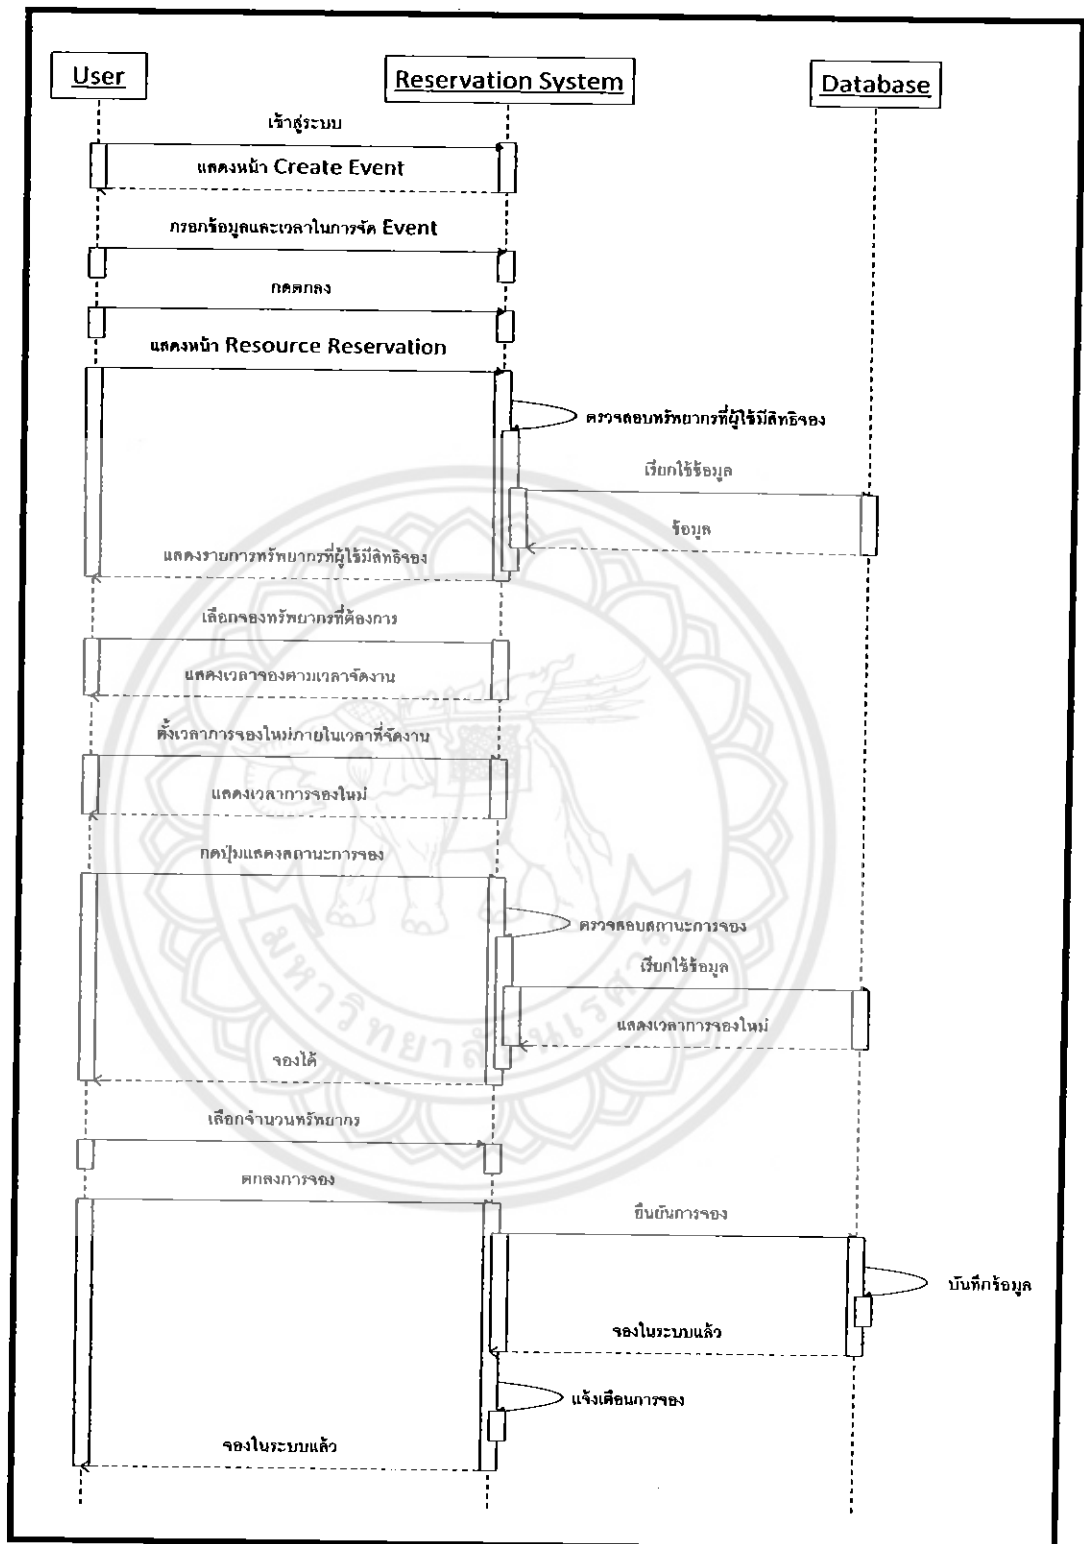 User
Reservation System
Database
เข้าสู่ระบบ
แสดงหน้า Create Event
กรอกข้อมูลและเวลาในการจัด Event
กดตกลง
แสดงหน้า Resource Reservation
ตรวจสอบทรัพยากรที่ผู้ใช้มีสิทธิจอง
เรียกใช้ข้อมูล
ข้อมูล
แสดงรายการทรัพยากรที่ผู้ใช้มีสิทธิจอง
เลือกจองทรัพยากรที่ต้องการ
แสดงเวลาจองตามเวลาจัดงาน
ตั้งเวลาการจองใหม่ภายในเวลาที่จัดงาน
แสดงเวลาการจองใหม่
กดปุ่มแสดงสถานะการจอง
ตรวจสอบสถานะการจอง
เรียกใช้ข้อมูล
แสดงเวลาการจองใหม่
จองได้
มหาวิทยาลัยนเรศวร
เลือกจำนวนทรัพยากร
ตกลงการจอง
ยืนยันการจอง
บันทึกข้อมูล
จองในระบบแล้ว
แจ้งเตือนการจอง
จองในระบบแล้ว